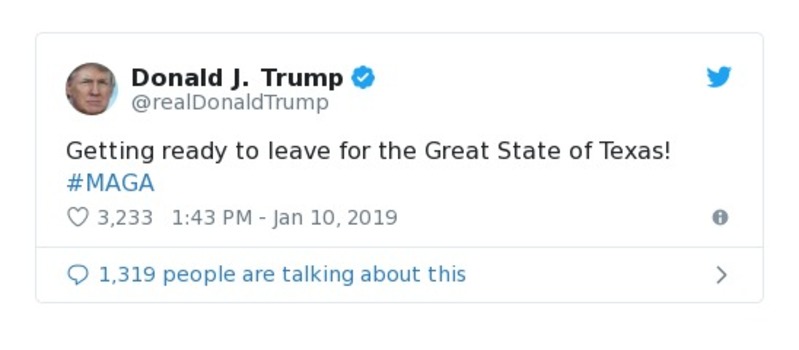 Donald J. Trump
@realDonaldTrump
Getting ready to leave for the Great State of Texas!
#MAGA
3,233 1:43 PM - Jan 10, 2019
1,319 people are talking about this